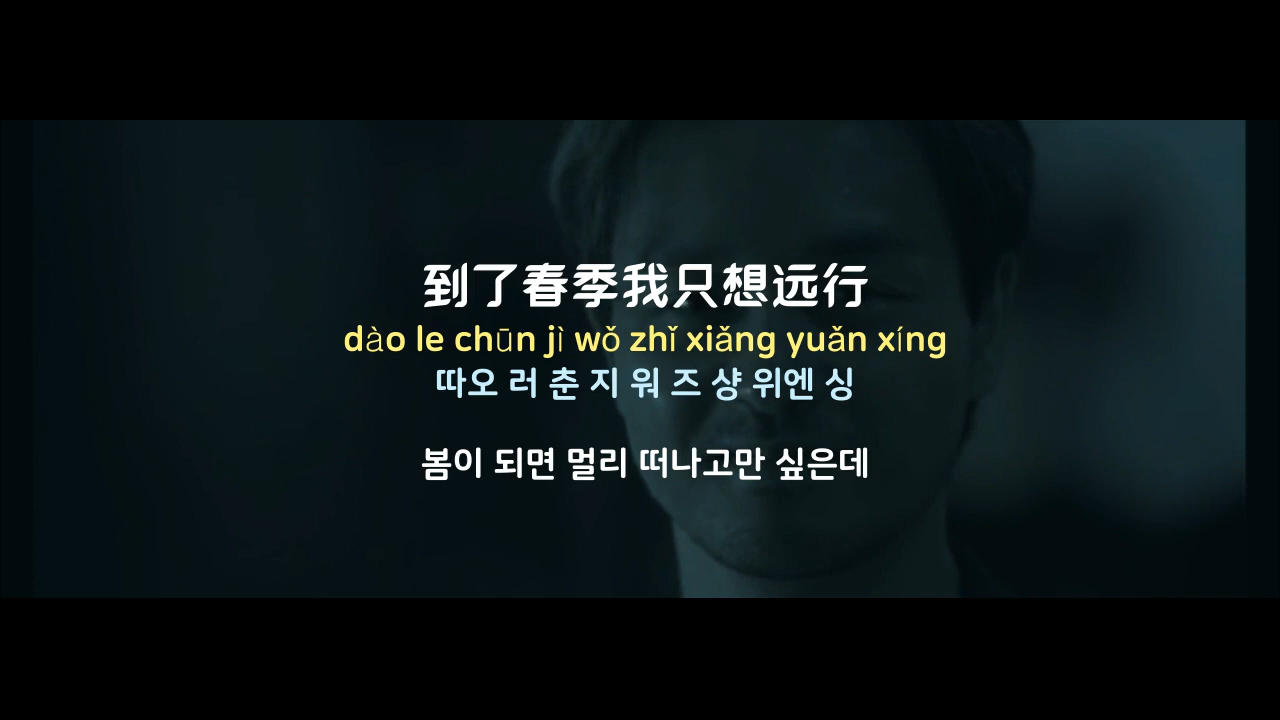 到了春季我只想远行
dào le chūn jì wǒ zhǐ xiǎng yuǎn xíng
따오 러 춘 지 워 즈 샹 위엔 싱
봄이 되면 멀리 떠나고만 싶은데